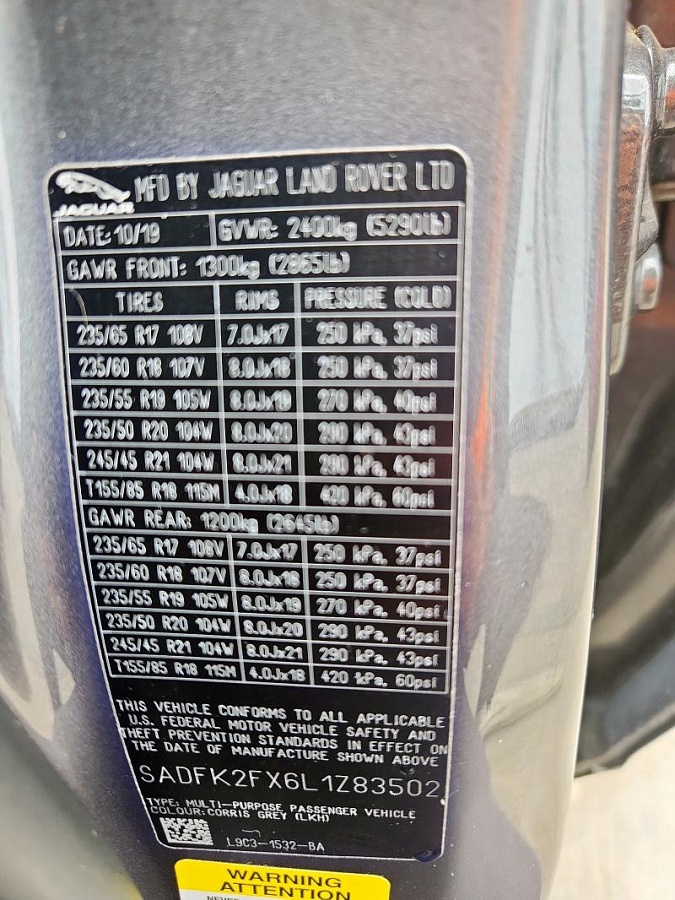 JAGUAR MFD BY JAGUAR LAND ROVER LTD
DATE: 10/19 GVWR: 2400kg (5290lb)
GAWR FRONT: 1300kg (2865lb)
TIRES RIMS PRESSURE (COLD)
235/65 R17 108V 7.0Jx17 250 kPa, 37psi
235/60 R18 107V 8.0Jx18 250 kPa, 37psi
235/55 R19 105W 8.0Jx19 270 kPa, 40psi
235/50 R20 104W 8.0Jx20 290 kPa, 43psi
245/45 R21 104W 8.0Jx21 290 kPa, 43psi
T155/85 R18 115M 4.0Jx18 420 kPa, 60psi
GAWR REAR: 1200kg (2645lb)
235/65 R17 108V 7.0Jx17 250 kPa, 37psi
235/60 R18 107V 8.0Jx18 250 kPa, 37psi
235/55 R19 105W 8.0Jx19 270 kPa, 40psi
235/50 R20 104W 8.0Jx20 290 kPa, 43psi
245/45 R21 104W 8.0Jx21 290 kPa, 43psi
T155/85 R18 115M 4.0Jx18 420 kPa, 60psi
THIS VEHICLE CONFORMS TO ALL APPLICABLE
U.S. FEDERAL MOTOR VEHICLE SAFETY AND
THEFT PREVENTION STANDARDS IN EFFECT ON
THE DATE OF MANUFACTURE SHOWN ABOVE
SADFK2FX6L1Z83502
TYPE: MULTI-PURPOSE PASSENGER VEHICLE
COLOUR: CORRIS GREY (LKH)
L9C3-1532-BA
WARNING
ATTENTION